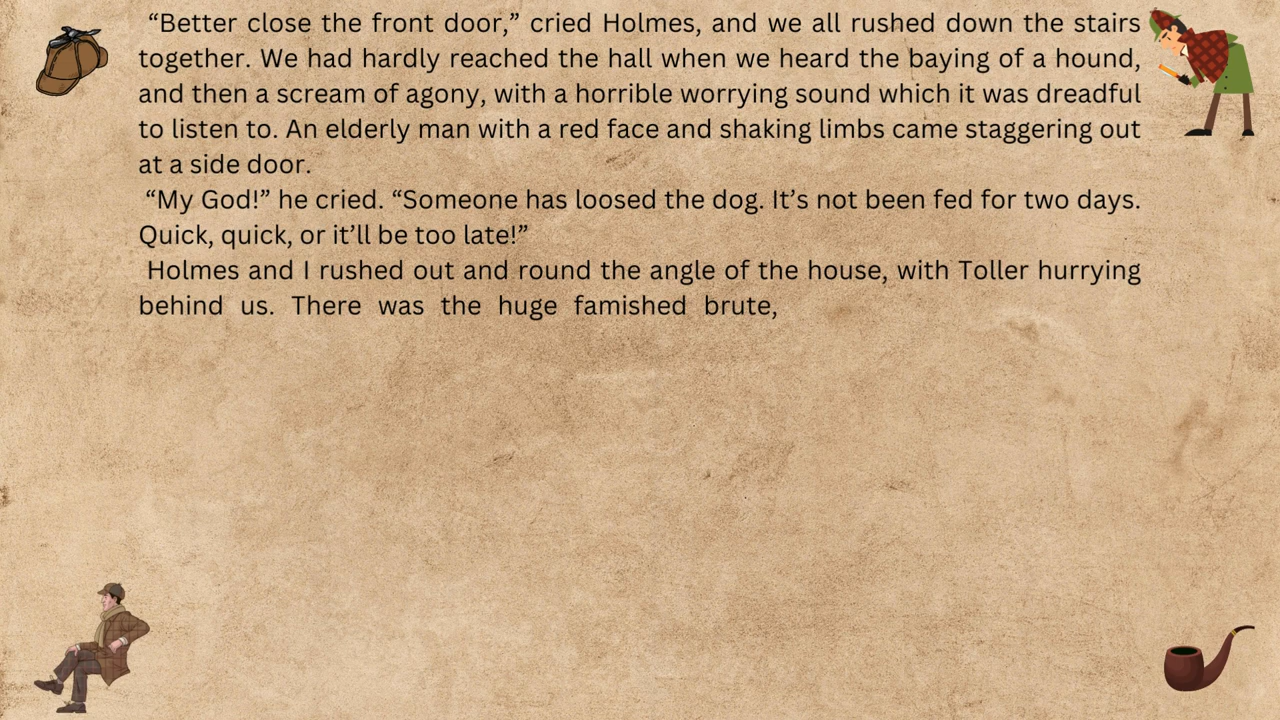 “Better close the front door,” cried Holmes, and we all rushed down the stairs
together. We had hardly reached the hall when we heard the baying of a hound,
and then a scream of agony, with a horrible worrying sound which it was dreadful
to listen to. An elderly man with a red face and shaking limbs came staggering out
at a side door.
“My God!” he cried. “Someone has loosed the dog. It’s not been fed for two days.
Quick, quick, or it’ll be too late!”
Holmes and I rushed out and round the angle of the house, with Toller hurrying
behind us. There was the huge famished brute,